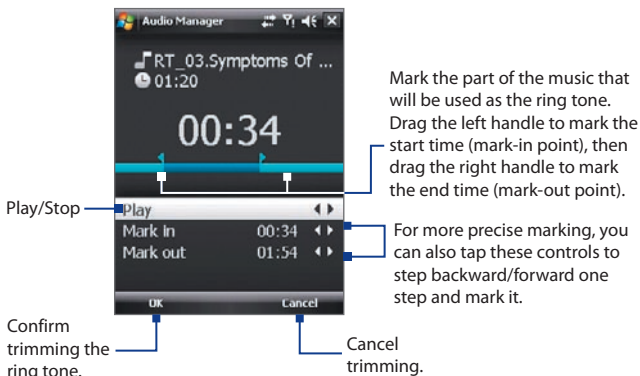 Audio Manager
RT_03.Symptoms Of ...
01:20
00:34
Play
Mark in 00:34
Mark out 01:54
OK Cancel
Mark the part of the music that
will be used as the ring tone.
Drag the left handle to mark the
start time (mark-in point), then
drag the right handle to mark
the end time (mark-out point).
Play/Stop
For more precise marking, you
can also tap these controls to
step backward/forward one
step and mark it.
Confirm
trimming the
ring tone.
Cancel
trimming.